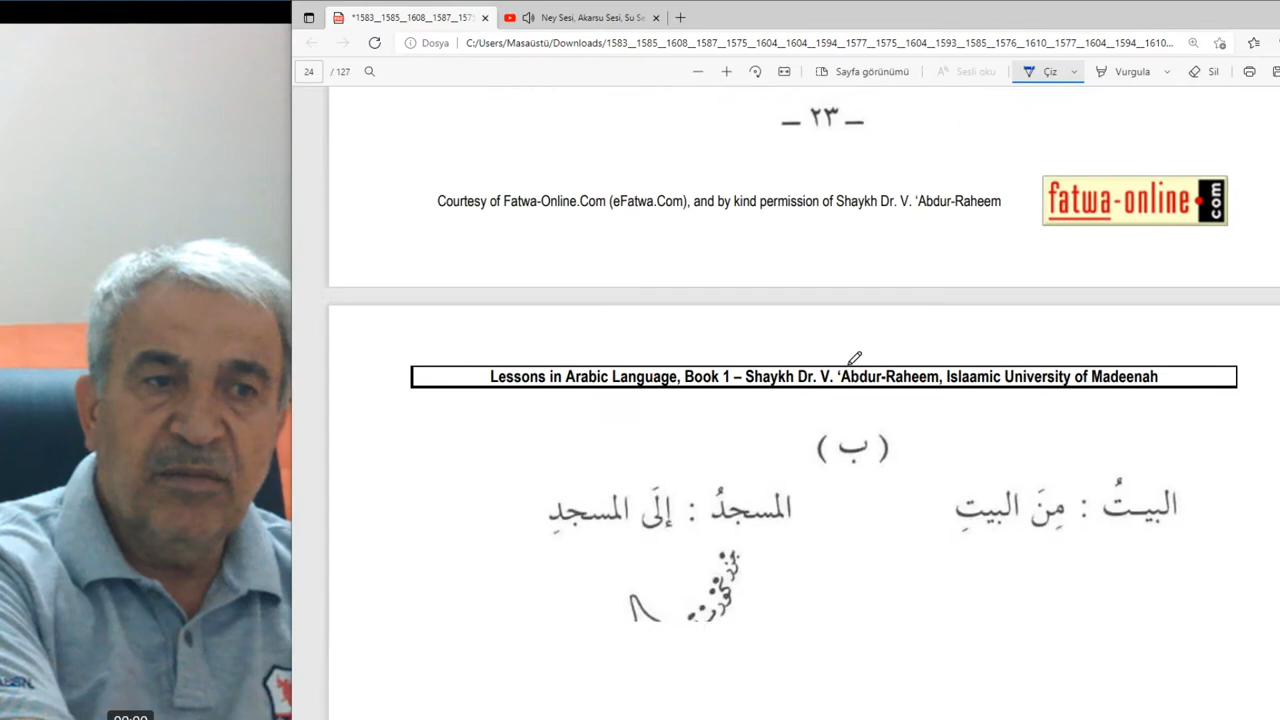 *1583__1585__1608__1587__157
Ney Sesi, Akarsu Sesi, Su Se
Dosya
C:/Users/Masaüstü/Downloads/1583__1585__1608__1587__1575__1604__1604__1594__1577__1575__1604__1593__1585__1576__1610__1577__1604__1594__1610...
24 / 127
Sayfa görünümü
Sesli oku
Çiz
Vurgula
Sil
— ٢٣ —
Courtesy of Fatwa-Online.Com (eFatwa.Com), and by kind permission of Shaykh Dr. V. ‘Abdur-Raheem
fatwa-online.com
Lessons in Arabic Language, Book 1 – Shaykh Dr. V. ‘Abdur-Raheem, Islaamic University of Madeenah
( ب )
البيـتُ : مِنَ البيتِ
المسجدُ : إلَى المسجدِ